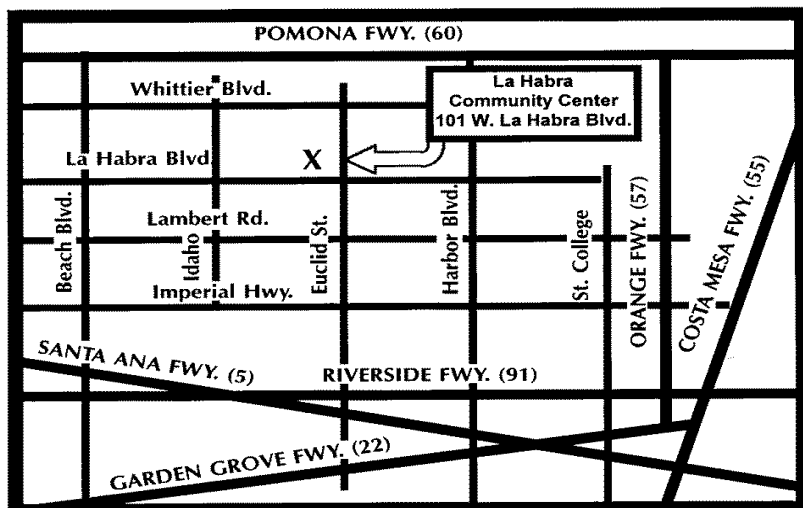 POMONA FWY. (60)
Whittier Blvd.
La Habra
Community Center
101 W. La Habra Blvd.
La Habra Blvd.
X
Beach Blvd.
Idaho
Euclid St.
Harbor Blvd.
St. College
ORANGE FWY. (57)
COSTA MESA FWY. (55)
Lambert Rd.
Imperial Hwy.
SANTA ANA FWY. (5)
RIVERSIDE FWY. (91)
GARDEN GROVE FWY. (22)